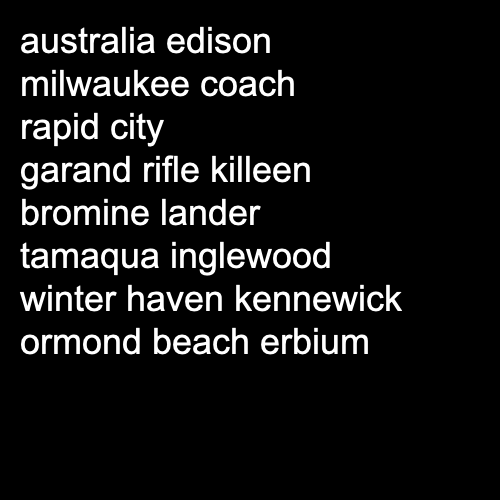 australia edison
milwaukee coach
rapid city
garand rifle killeen
bromine lander
tamaqua inglewood
winter haven kennewick
ormond beach erbium